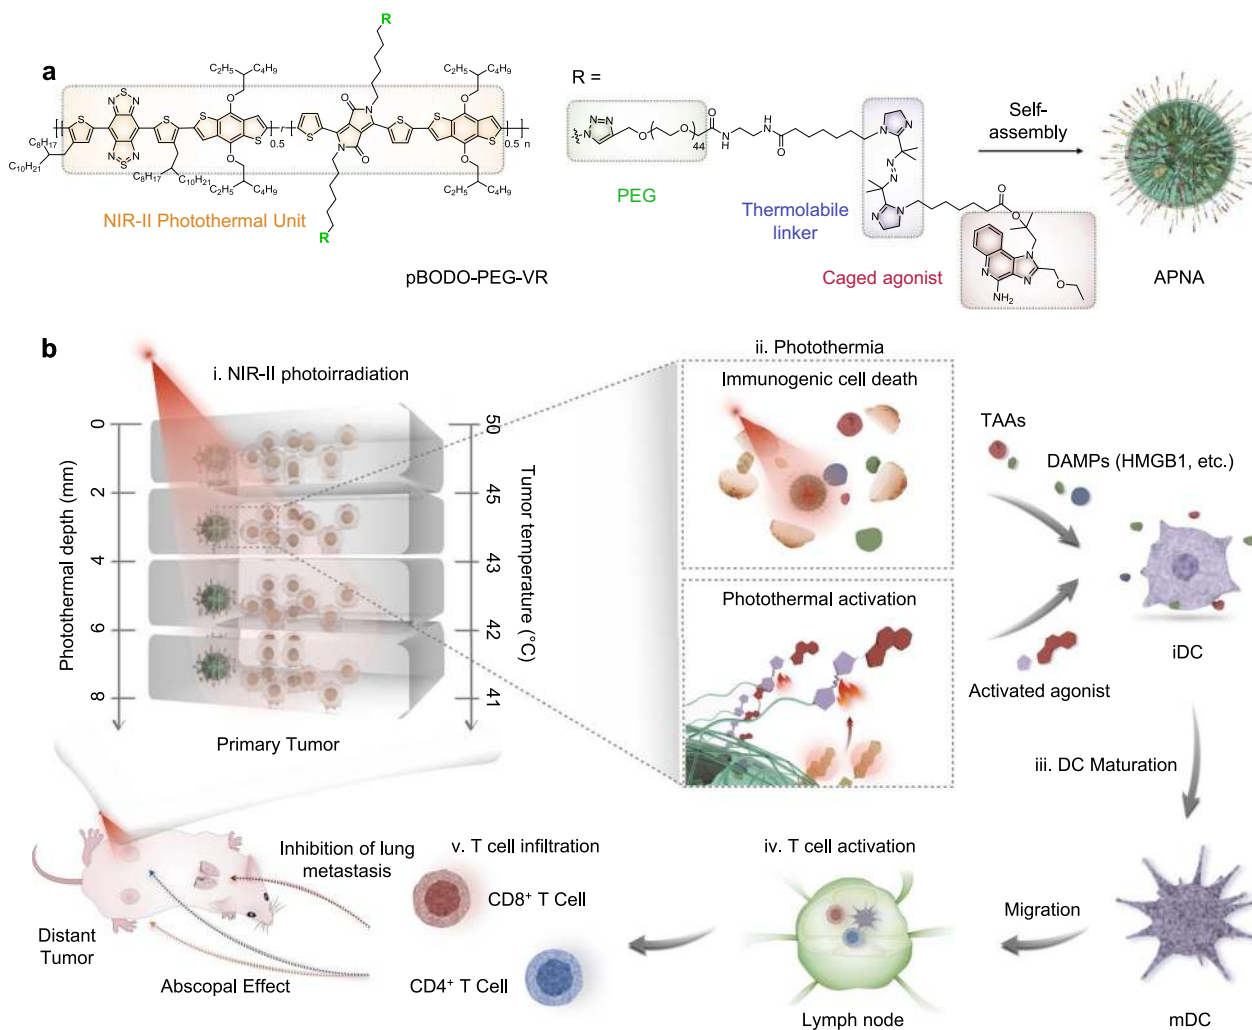 a
R
C₂H₅
C₄H₉
C₂H₅
C₄H₉
O
O
O
N
S
N
N
S
N
S
S
S
S
O
O
r
0.5
C₈H₁₇
C₁₀H₂₁
C₈H₁₇
C₁₀H₂₁
C₂H₅
C₄H₉
S
O
N
N
O
S
S
S
O
O
0.5
n
C₂H₅
C₄H₉
R
NIR-II Photothermal Unit
pBODO-PEG-VR
R =
N=N
N
O
O
44
O
N
H
H
N
O
N
N
N
N
N
N
O
O
N
N
N
NH₂
O
PEG
Thermolabile
linker
Caged agonist
Self-
assembly
APNA
b
i. NIR-II photoirradiation
0
2
4
6
8
Photothermal depth (mm)
50
45
43
42
41
Tumor temperature (°C)
Primary Tumor
ii. Photothermia
Immunogenic cell death
Photothermal activation
TAAs
DAMPs (HMGB1, etc.)
iDC
Activated agonist
iii. DC Maturation
mDC
Migration
iv. T cell activation
Lymph node
v. T cell infiltration
CD8⁺ T Cell
CD4⁺ T Cell
Inhibition of lung
metastasis
Distant
Tumor
Abscopal Effect